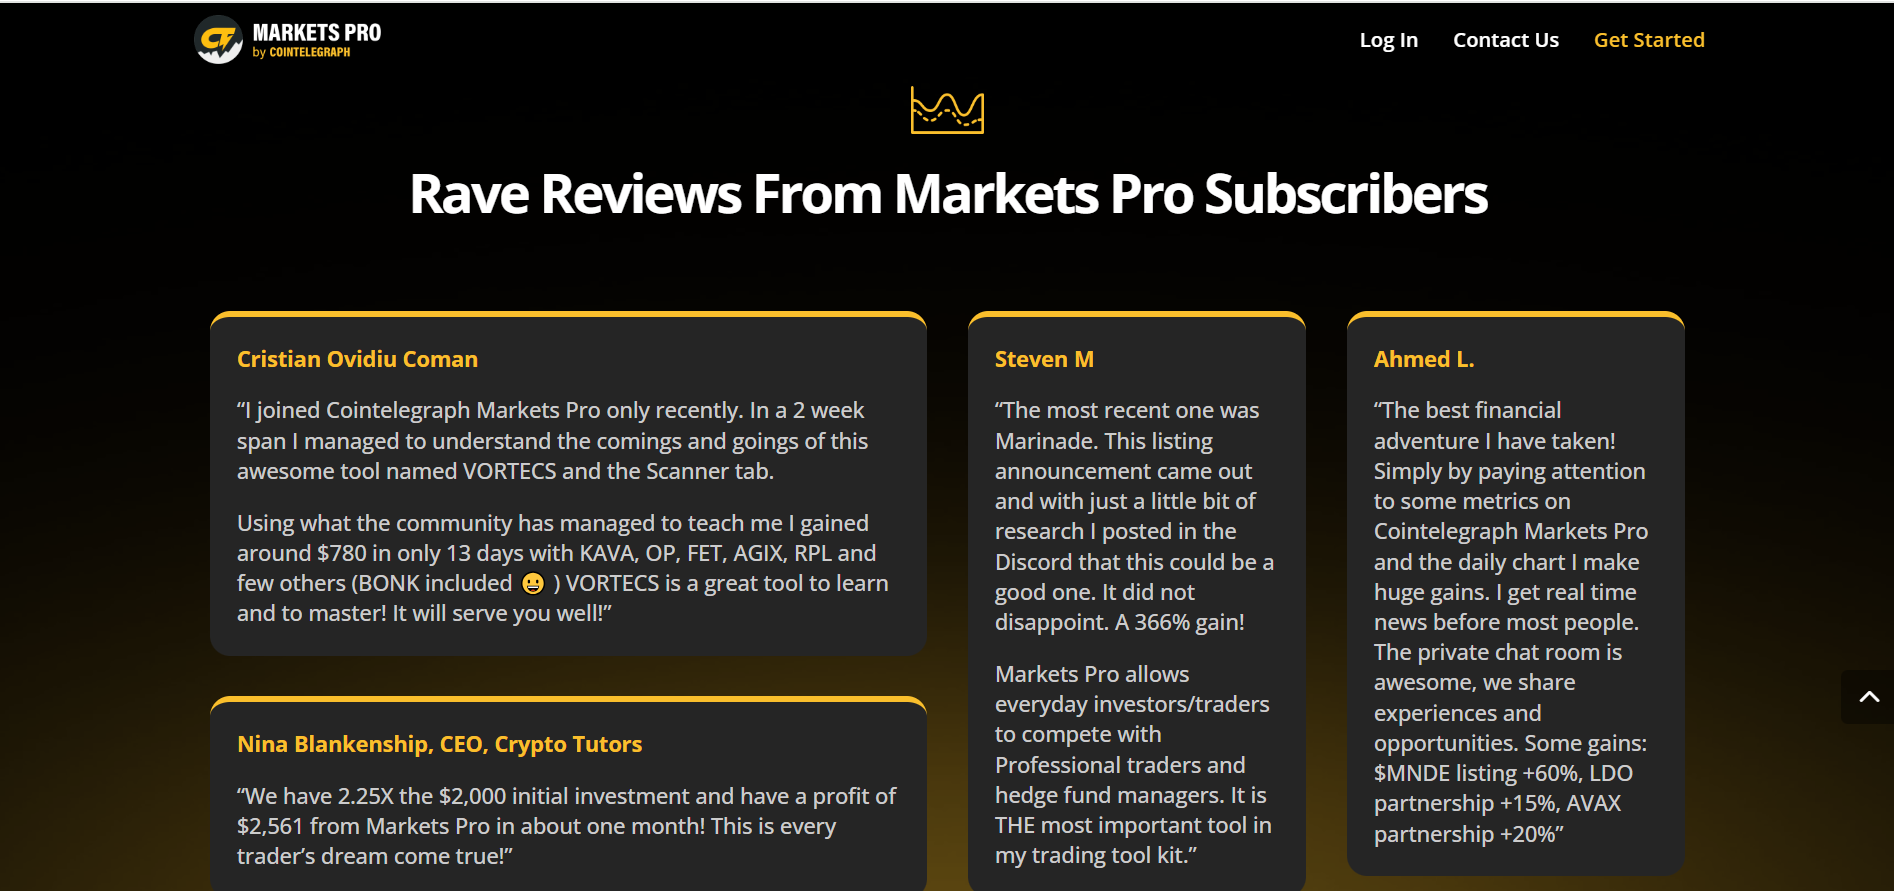 MARKETS PRO
by COINTELEGRAPH
Log In
Contact Us
Get Started
Rave Reviews From Markets Pro Subscribers
Cristian Ovidiu Coman
“I joined Cointelegraph Markets Pro only recently. In a 2 week
span I managed to understand the comings and goings of this
awesome tool named VORTECS and the Scanner tab.
Using what the community has managed to teach me I gained
around $780 in only 13 days with KAVA, OP, FET, AGIX, RPL and
few others (BONK included 😀 ) VORTECS is a great tool to learn
and to master! It will serve you well!”
Nina Blankenship, CEO, Crypto Tutors
“We have 2.25X the $2,000 initial investment and have a profit of
$2,561 from Markets Pro in about one month! This is every
trader’s dream come true!”
Steven M
“The most recent one was
Marinade. This listing
announcement came out
and with just a little bit of
research I posted in the
Discord that this could be a
good one. It did not
disappoint. A 366% gain!
Markets Pro allows
everyday investors/traders
to compete with
Professional traders and
hedge fund managers. It is
THE most important tool in
my trading tool kit.”
Ahmed L.
“The best financial
adventure I have taken!
Simply by paying attention
to some metrics on
Cointelegraph Markets Pro
and the daily chart I make
huge gains. I get real time
news before most people.
The private chat room is
awesome, we share
experiences and
opportunities. Some gains:
$MNDE listing +60%, LDO
partnership +15%, AVAX
partnership +20%”